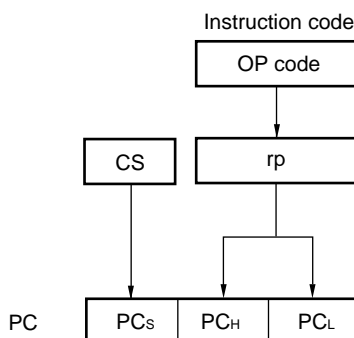 Instruction code
OP code
CS
rp
PC
PCS
PCH
PCL